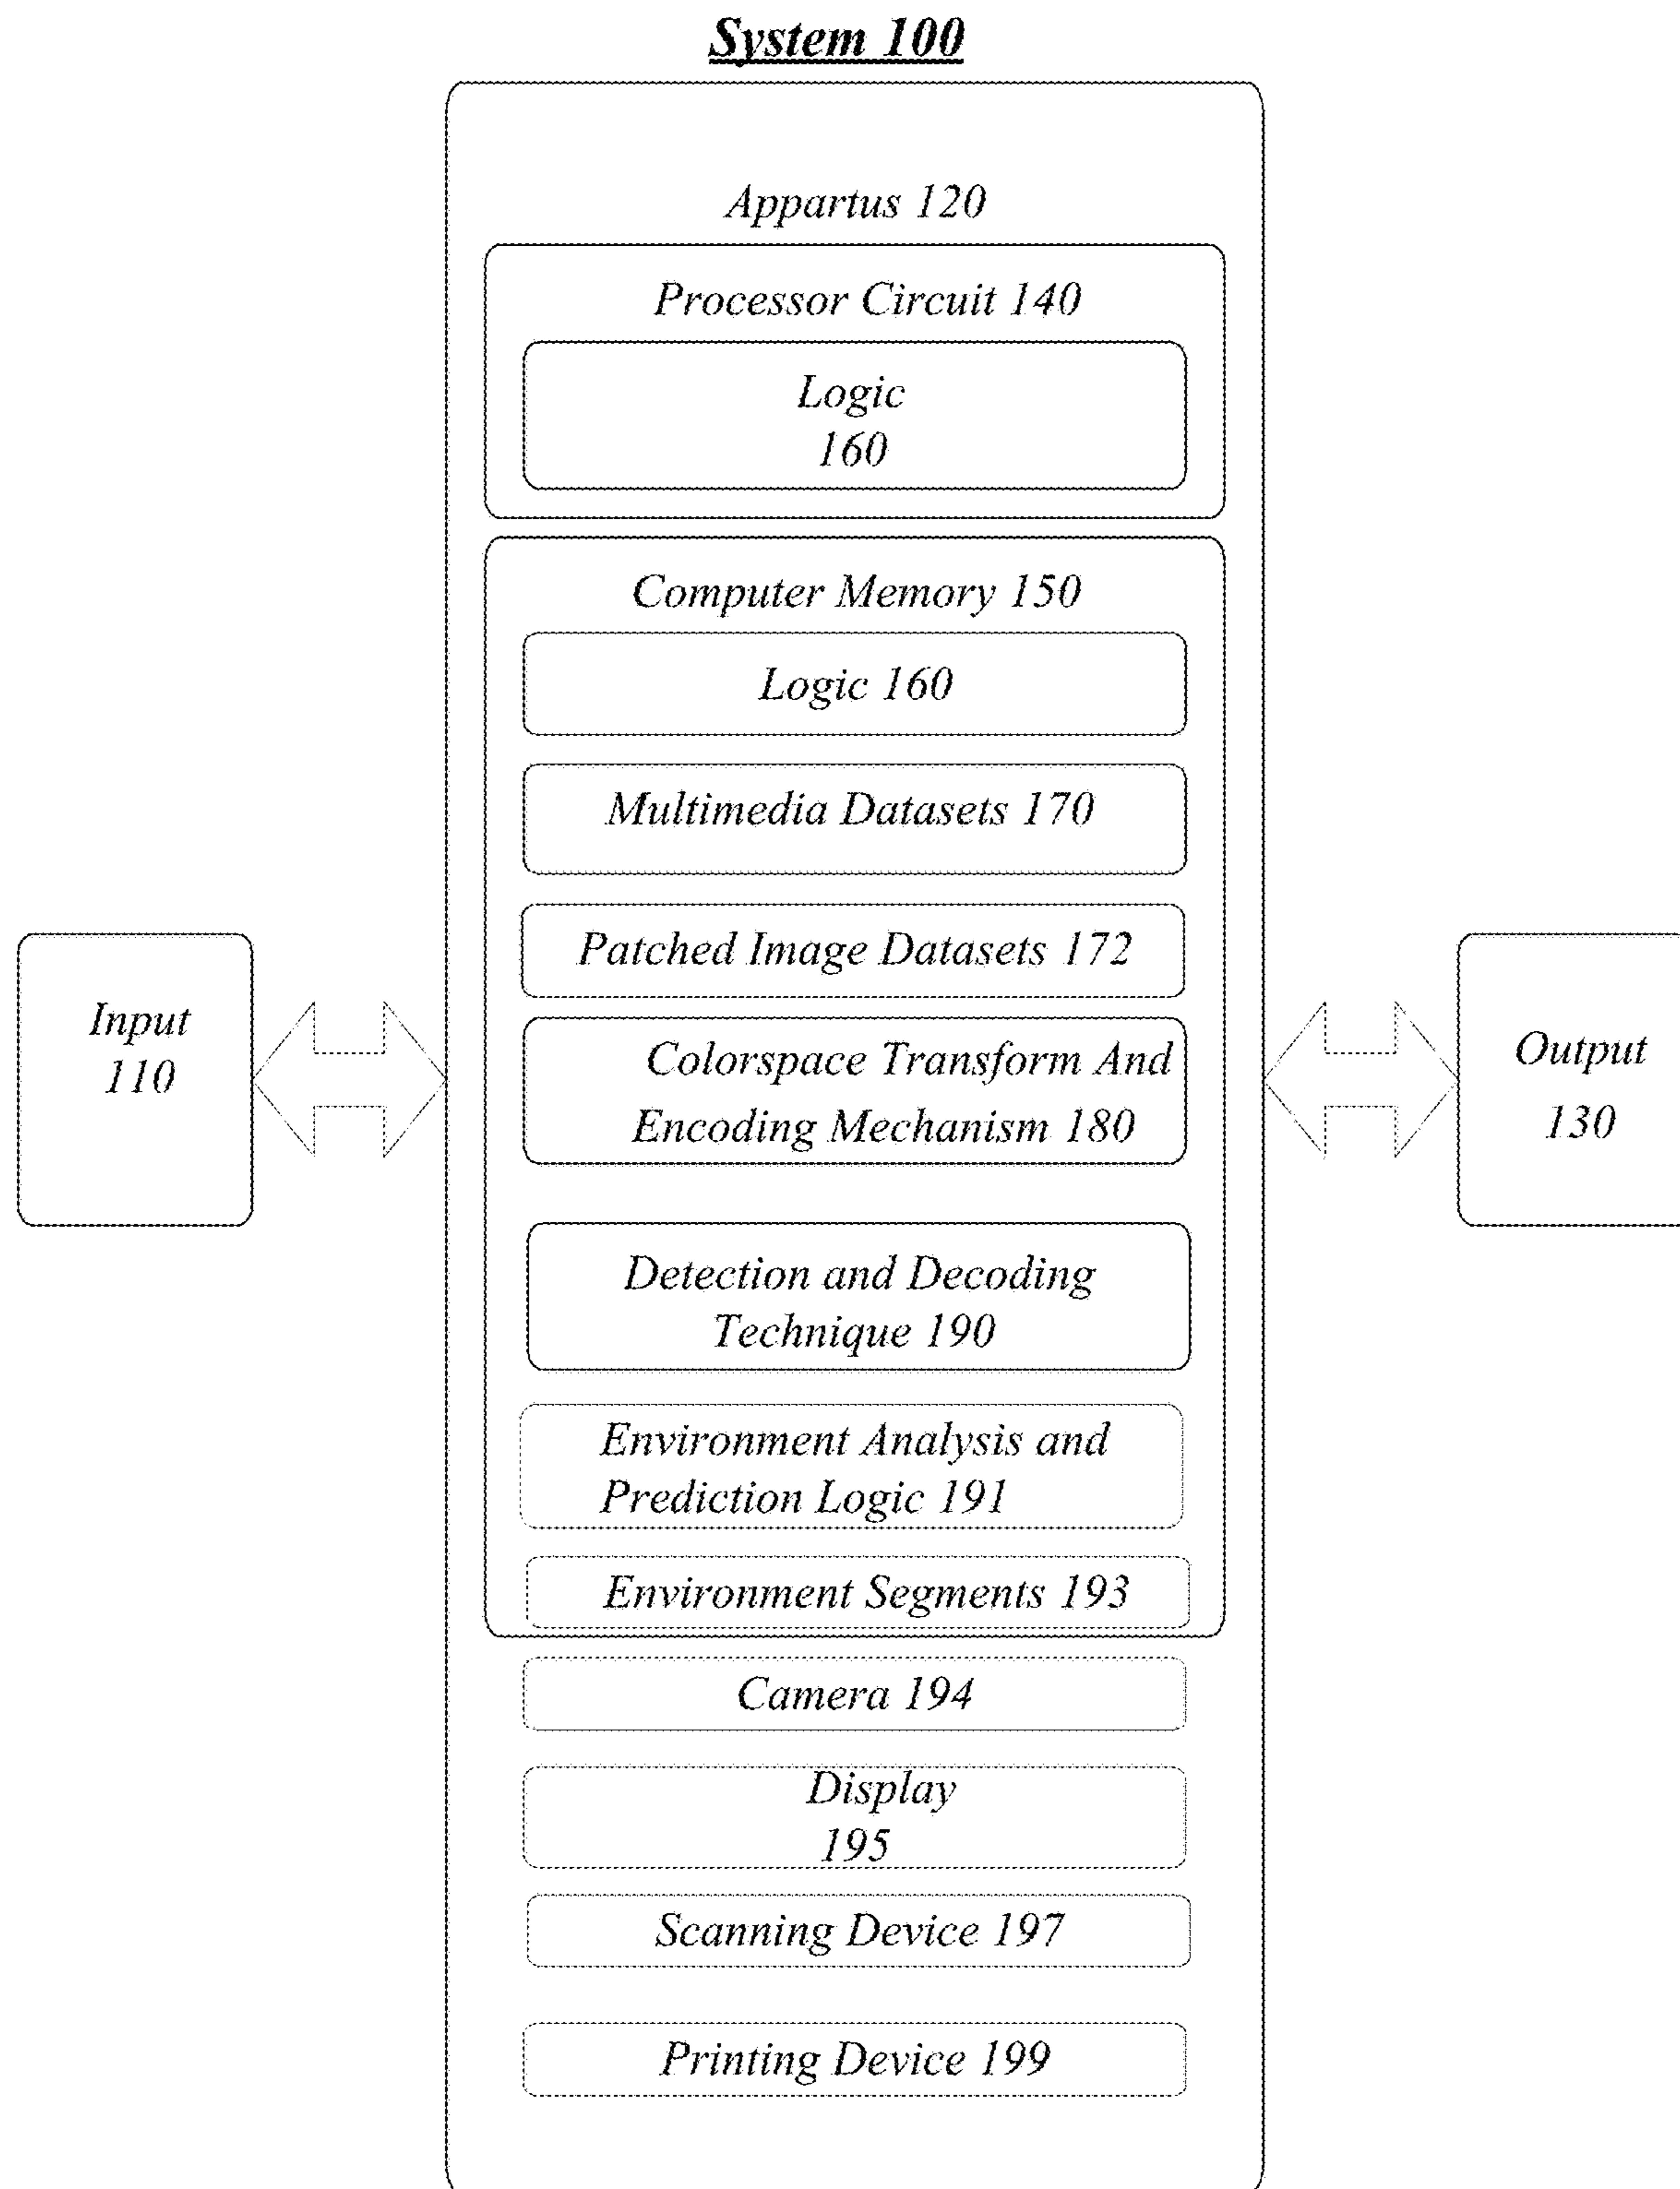 System 100
Appartus 120
Processor Circuit 140
Logic
160
Computer Memory 150
Logic 160
Multimedia Datasets 170
Patched Image Datasets 172
Input
110
Colorspace Transform And
Encoding Mechanism 180
Output
130
Detection and Decoding
Technique 190
Environment Analysis and
Prediction Logic 191
Environment Segments 193
Camera 194
Display
195
Scanning Device 197
Printing Device 199